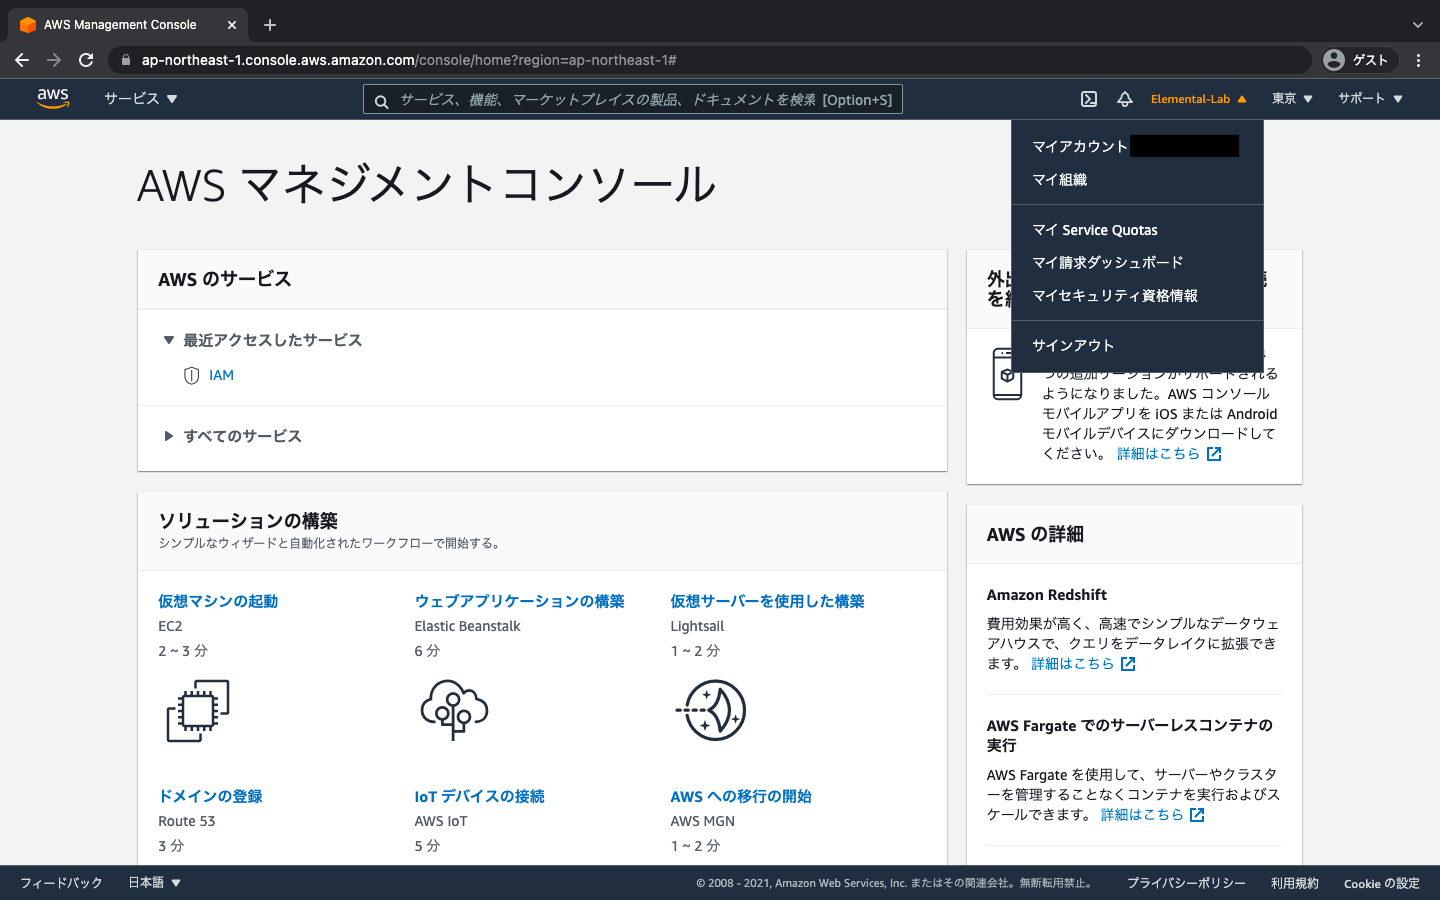 AWS Management Console
ap-northeast-1.console.aws.amazon.com/console/home?region=ap-northeast-1#
ゲスト
aws
サービス
サービス、機能、マーケットプレイスの製品、ドキュメントを検索 [Option+S]
Elemental-Lab
東京
サポート
マイアカウント
マイ組織
マイ Service Quotas
マイ請求ダッシュボード
マイセキュリティ資格情報
サインアウト
AWS マネジメントコンソール
AWS のサービス
最近アクセスしたサービス
IAM
すべてのサービス
ソリューションの構築
シンプルなウィザードと自動化されたワークフローで開始する。
仮想マシンの起動
EC2
2 ~ 3 分
ウェブアプリケーションの構築
Elastic Beanstalk
6 分
仮想サーバーを使用した構築
Lightsail
1 ~ 2 分
ドメインの登録
Route 53
3 分
IoT デバイスの接続
AWS IoT
5 分
AWS への移行の開始
AWS MGN
1 ~ 2 分
外
を
つの追加リージョンがサポートされる
ようになりました。AWS コンソール
モバイルアプリを iOS または Android
モバイルデバイスにダウンロードして
ください。 詳細はこちら
AWS の詳細
Amazon Redshift
費用効果が高く、高速でシンプルなデータウェ
アハウスで、クエリをデータレイクに拡張でき
ます。 詳細はこちら
AWS Fargate でのサーバーレスコンテナの
実行
AWS Fargate を使用して、サーバーやクラスタ
ーを管理することなくコンテナを実行およびス
ケールできます。 詳細はこちら
フィードバック
日本語
© 2008 - 2021, Amazon Web Services, Inc. またはその関連会社。無断転用禁止。
プライバシーポリシー
利用規約
Cookie の設定